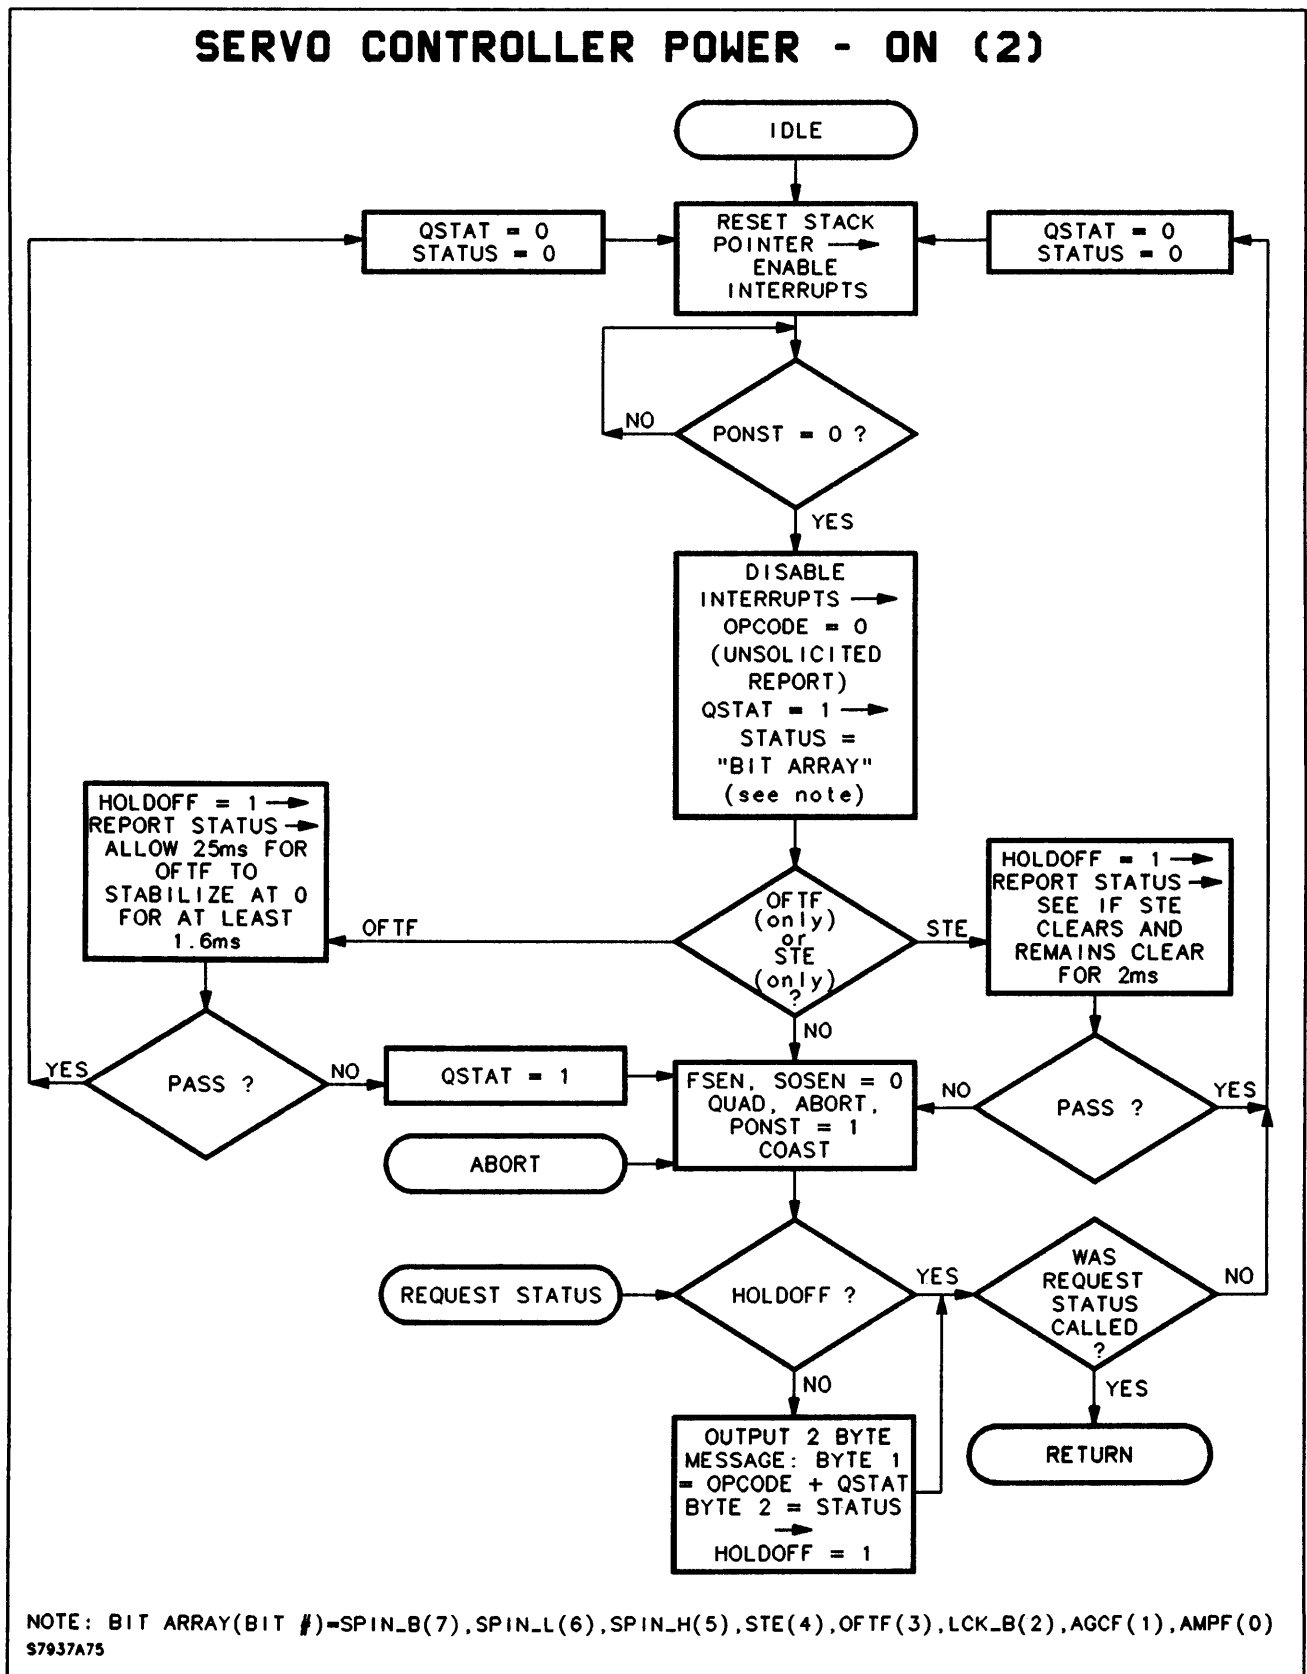 SERVO CONTROLLER POWER - ON (2)
IDLE
QSTAT = 0
STATUS = 0
RESET STACK
POINTER →
ENABLE
INTERRUPTS
QSTAT = 0
STATUS = 0
NO
PONST = 0 ?
YES
DISABLE
INTERRUPTS →
OPCODE = 0
(UNSOLICITED
REPORT)
QSTAT = 1 →
STATUS =
"BIT ARRAY"
(see note)
HOLDOFF = 1 →
REPORT STATUS →
ALLOW 25ms FOR
OFTF TO
STABILIZE AT 0
FOR AT LEAST
1.6ms
OFTF
OFTF
(only)
or
STE
(only)
?
STE
HOLDOFF = 1 →
REPORT STATUS →
SEE IF STE
CLEARS AND
REMAINS CLEAR
FOR 2ms
NO
YES
PASS ?
NO
QSTAT = 1
FSEN, SOSEN = 0
QUAD, ABORT,
PONST = 1
COAST
NO
PASS ?
YES
ABORT
REQUEST STATUS
HOLDOFF ?
YES
WAS
REQUEST
STATUS
CALLED
?
NO
NO
YES
OUTPUT 2 BYTE
MESSAGE: BYTE 1
= OPCODE + QSTAT
BYTE 2 = STATUS
→
HOLDOFF = 1
RETURN
NOTE: BIT ARRAY(BIT #)=SPIN_B(7),SPIN_L(6),SPIN_H(5),STE(4),OFTF(3),LCK_B(2),AGCF(1),AMPF(0)
S7937A75